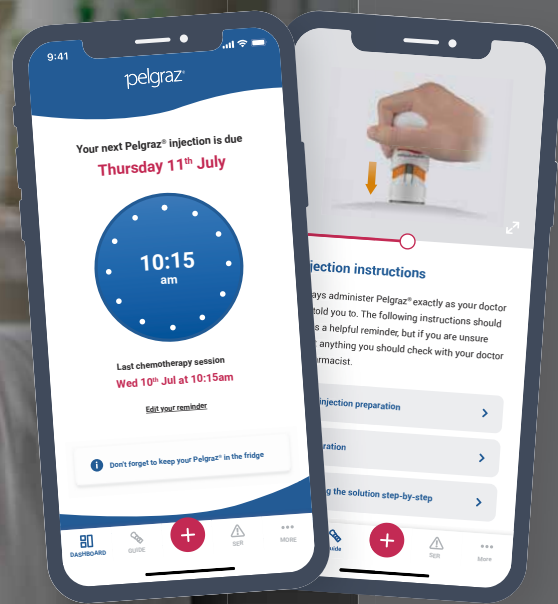 9:41
pelgraz®
Your next Pelgraz® injection is due
Thursday 11th July
10:15
am
Last chemotherapy session
Wed 10th Jul at 10:15am
Edit your reminder
i Don't forget to keep your Pelgraz® in the fridge
DASHBOARD
GUIDE
+
SER
MORE
jection instructions
ays administer Pelgraz® exactly as your doctor
told you to. The following instructions should
s a helpful reminder, but if you are unsure
anything you should check with your doctor
armacist.
injection preparation
ration
g the solution step-by-step
uide
+
SER
More